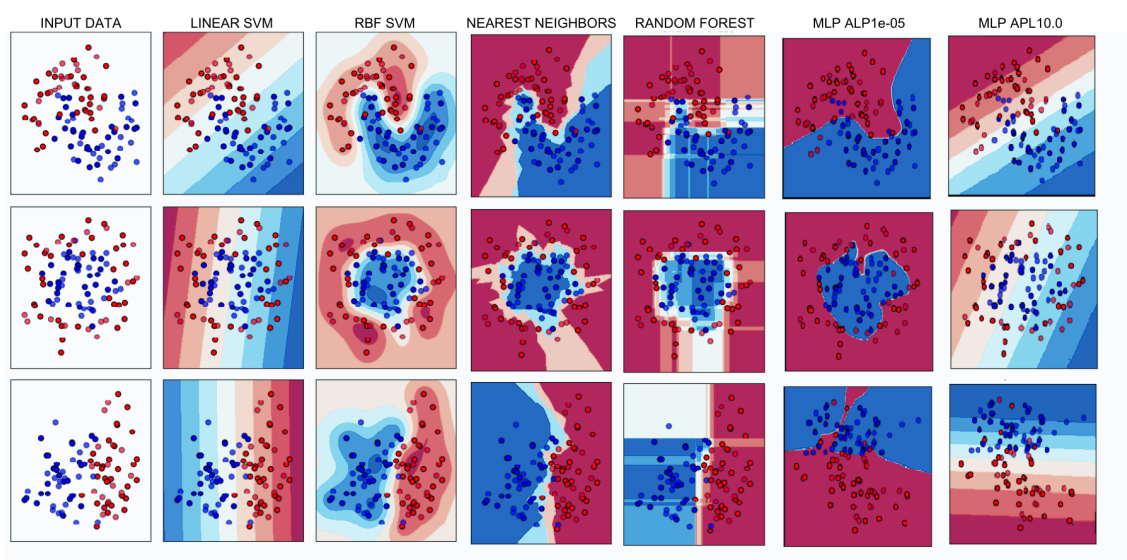 INPUT DATA
LINEAR SVM
RBF SVM
NEAREST NEIGHBORS
RANDOM FOREST
MLP ALP1e-05
MLP APL10.0